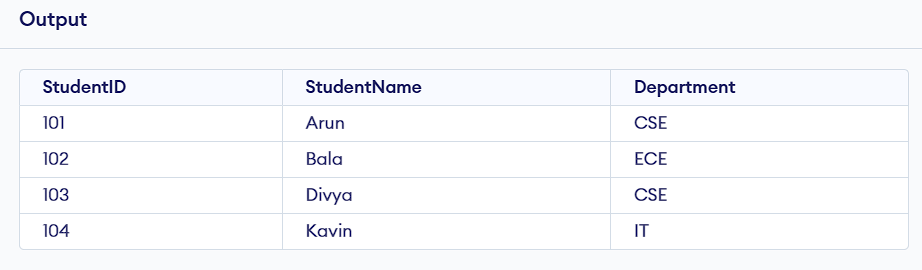 Output
StudentID StudentName Department
101 Arun CSE
102 Bala ECE
103 Divya CSE
104 Kavin IT